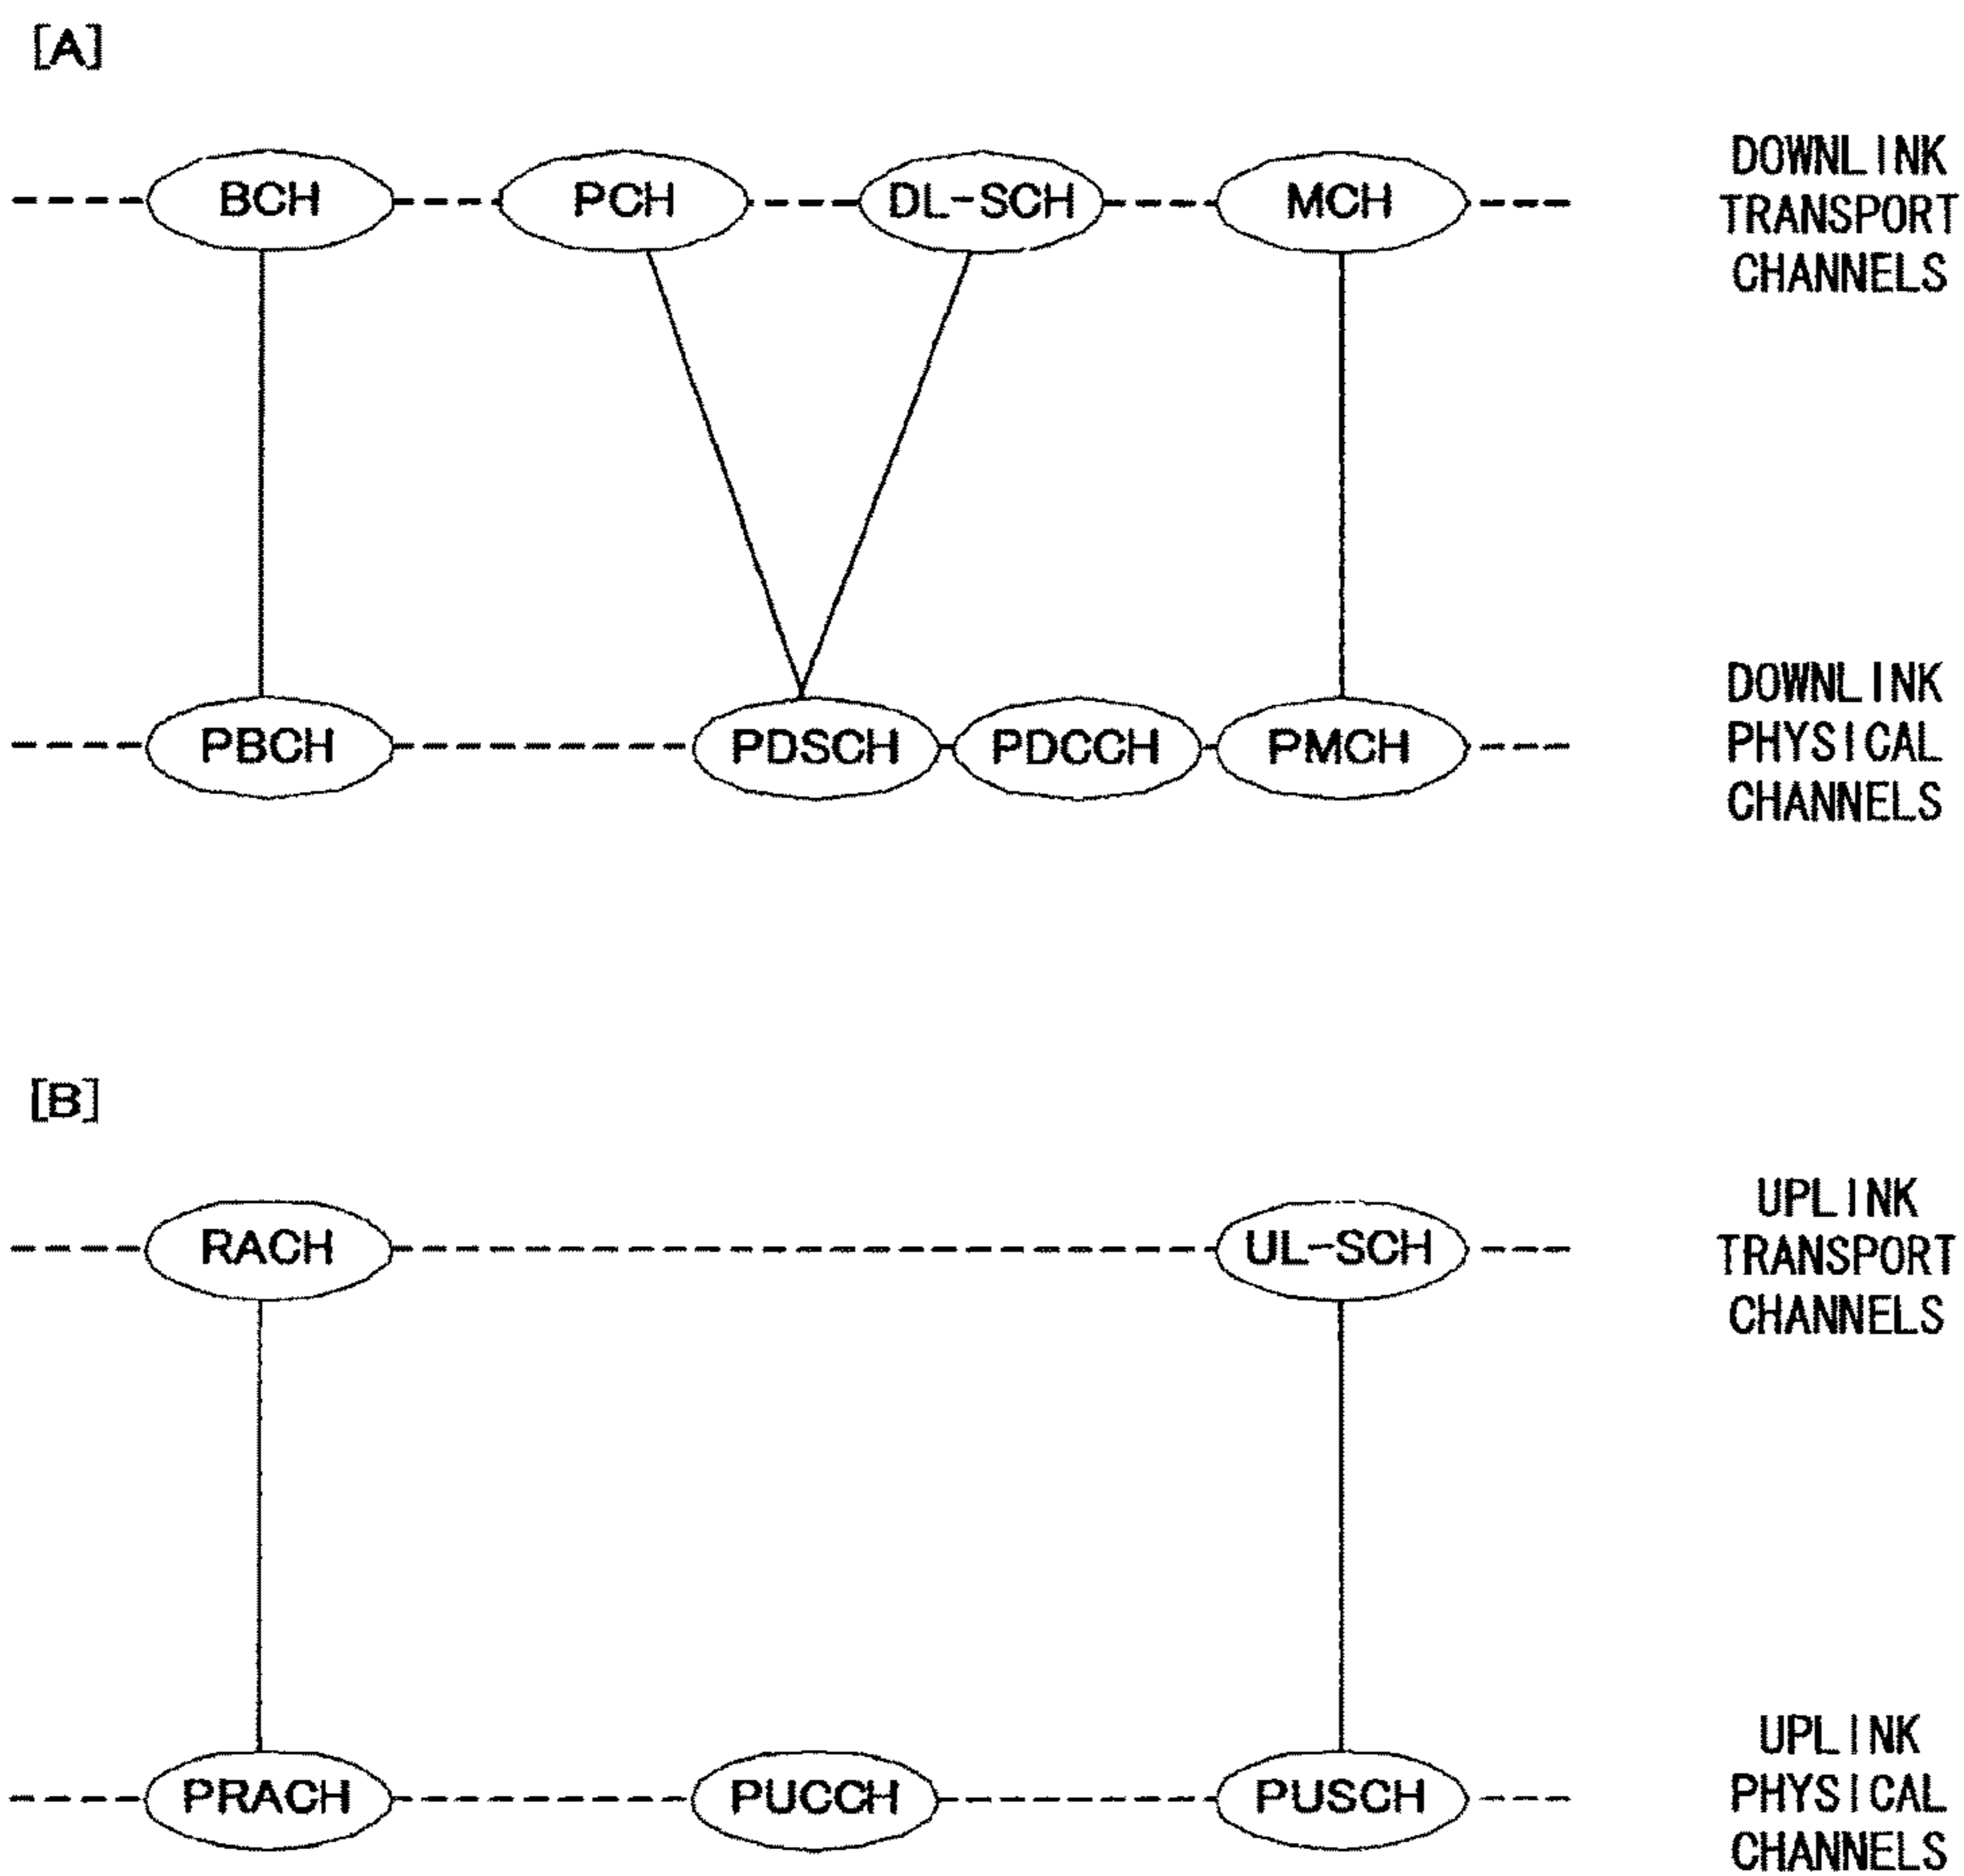 [A]
BCH PCH DL-SCH MCH
DOWNLINK
TRANSPORT
CHANNELS
PBCH PDSCH PDCCH PMCH
DOWNLINK
PHYSICAL
CHANNELS
[B]
RACH UL-SCH
UPLINK
TRANSPORT
CHANNELS
PRACH PUCCH PUSCH
UPLINK
PHYSICAL
CHANNELS